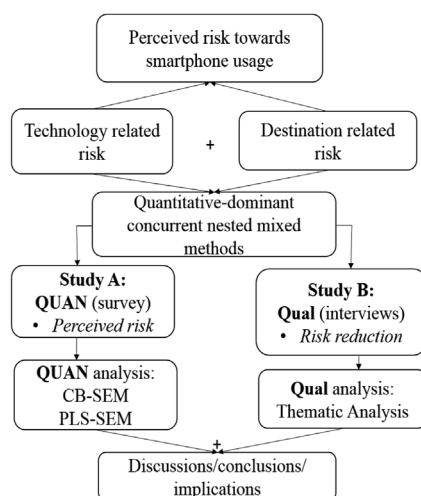 Perceived risk towards
smartphone usage
Technology related
risk
+
Destination related
risk
Quantitative-dominant
concurrent nested mixed
methods
Study A:
QUAN (survey)
• Perceived risk
Study B:
Qual (interviews)
• Risk reduction
QUAN analysis:
CB-SEM
PLS-SEM
Qual analysis:
Thematic Analysis
+
Discussions/conclusions/
implications